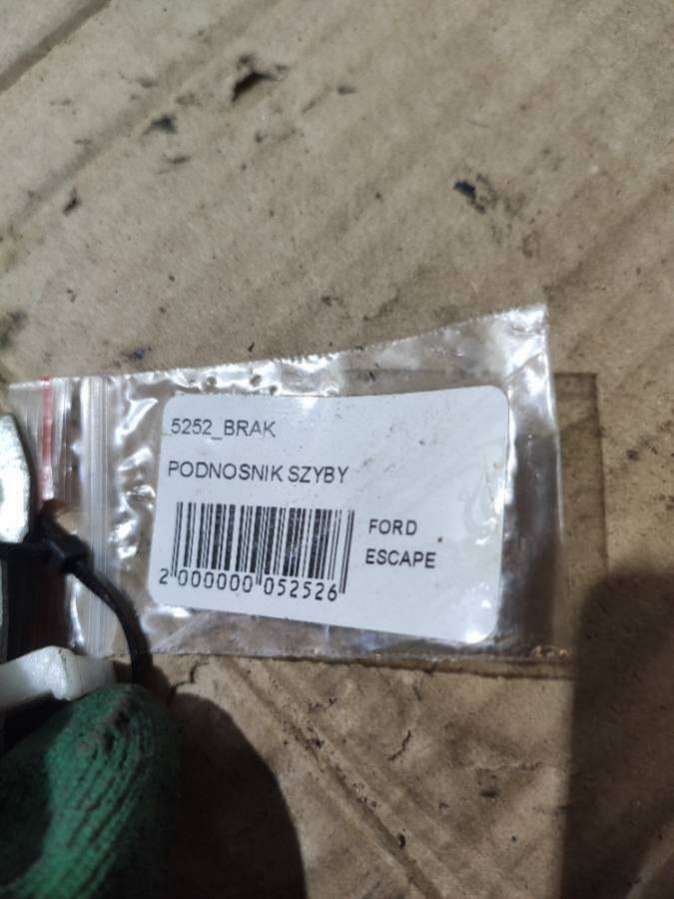 5252_BRAK
PODNOSNIK SZYBY
FORD
ESCAPE
2 000000 052526